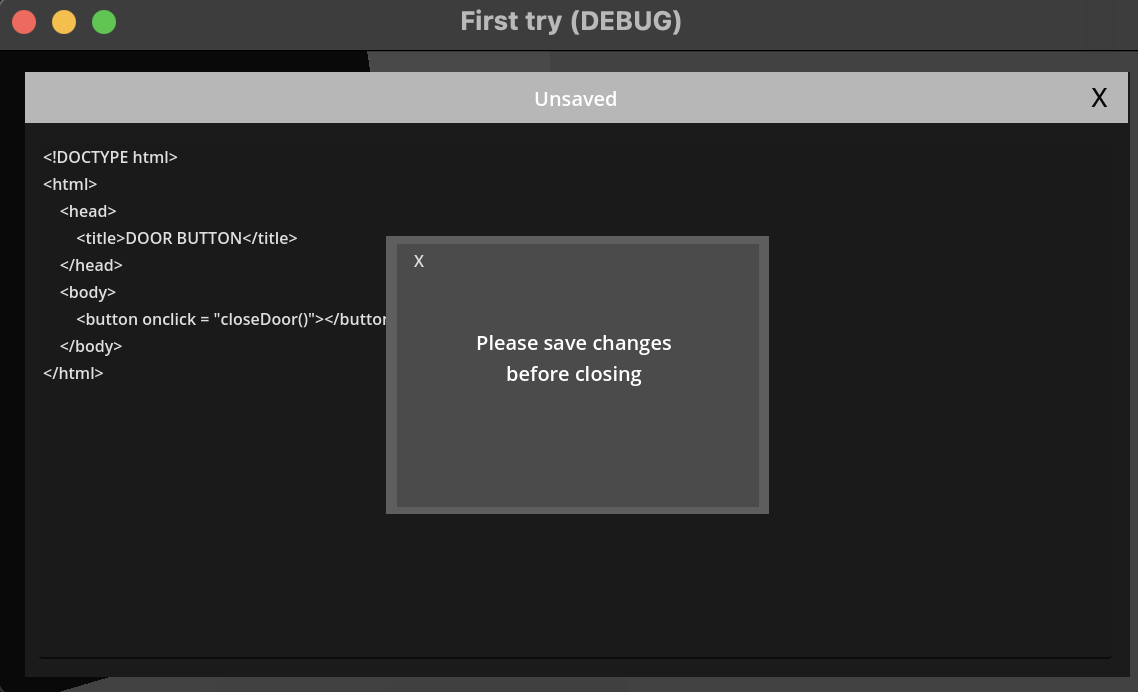 First try (DEBUG)
Unsaved
X
<!DOCTYPE html>
<html>
<head>
<title>DOOR BUTTON</title>
</head>
<body>
<button onclick = "closeDoor()"></button
</body>
</html>
X
Please save changes
before closing